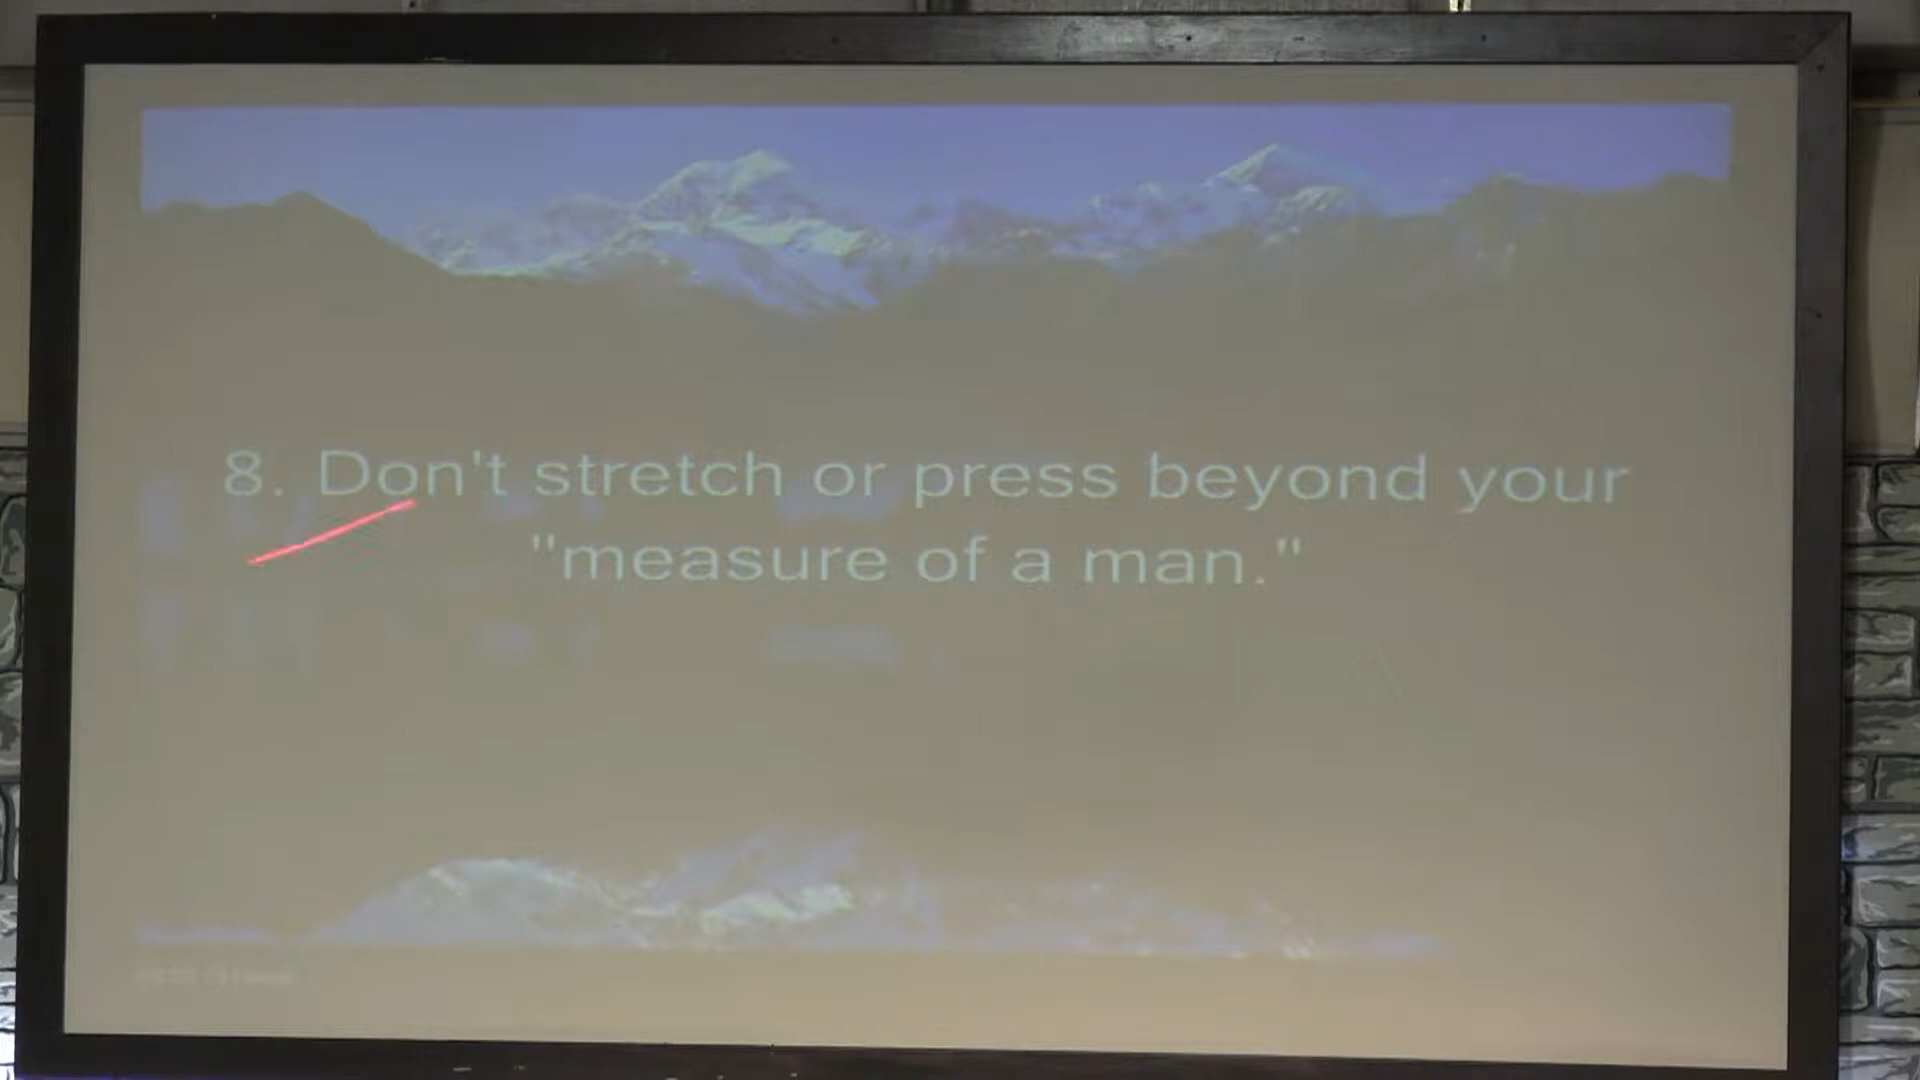 8. Don't stretch or press beyond your
"measure of a man."